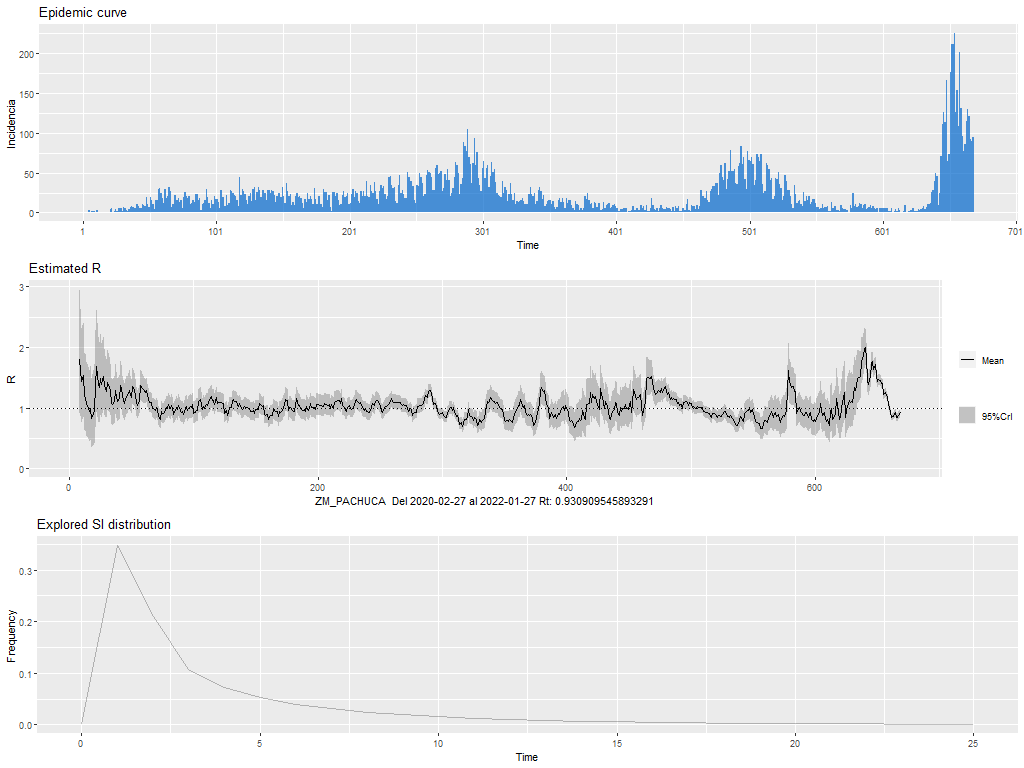 Epidemic curve
200
150
100
50
0
Incidencia
1
101
201
301
401
501
601
701
Time
Estimated R
3
2
1
0
R
Mean
95%CrI
0
200
400
600
ZM_PACHUCA Del 2020-02-27 al 2022-01-27 Rt: 0.930909545893291
Explored SI distribution
0.3
0.2
0.1
0.0
Frequency
0
5
10
15
20
25
Time